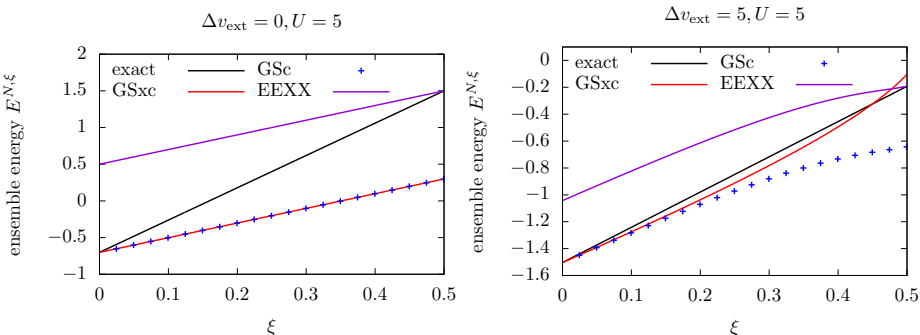 Δv_ext = 0, U = 5
ensemble energy E^{N,ξ}
2
1.5
1
0.5
0
−0.5
−1
exact
GSc
GSxc
EEXX
0 0.1 0.2 0.3 0.4 0.5
ξ
Δv_ext = 5, U = 5
ensemble energy E^{N,ξ}
0
−0.2
−0.4
−0.6
−0.8
−1
−1.2
−1.4
−1.6
exact
GSc
GSxc
EEXX
0 0.1 0.2 0.3 0.4 0.5
ξ